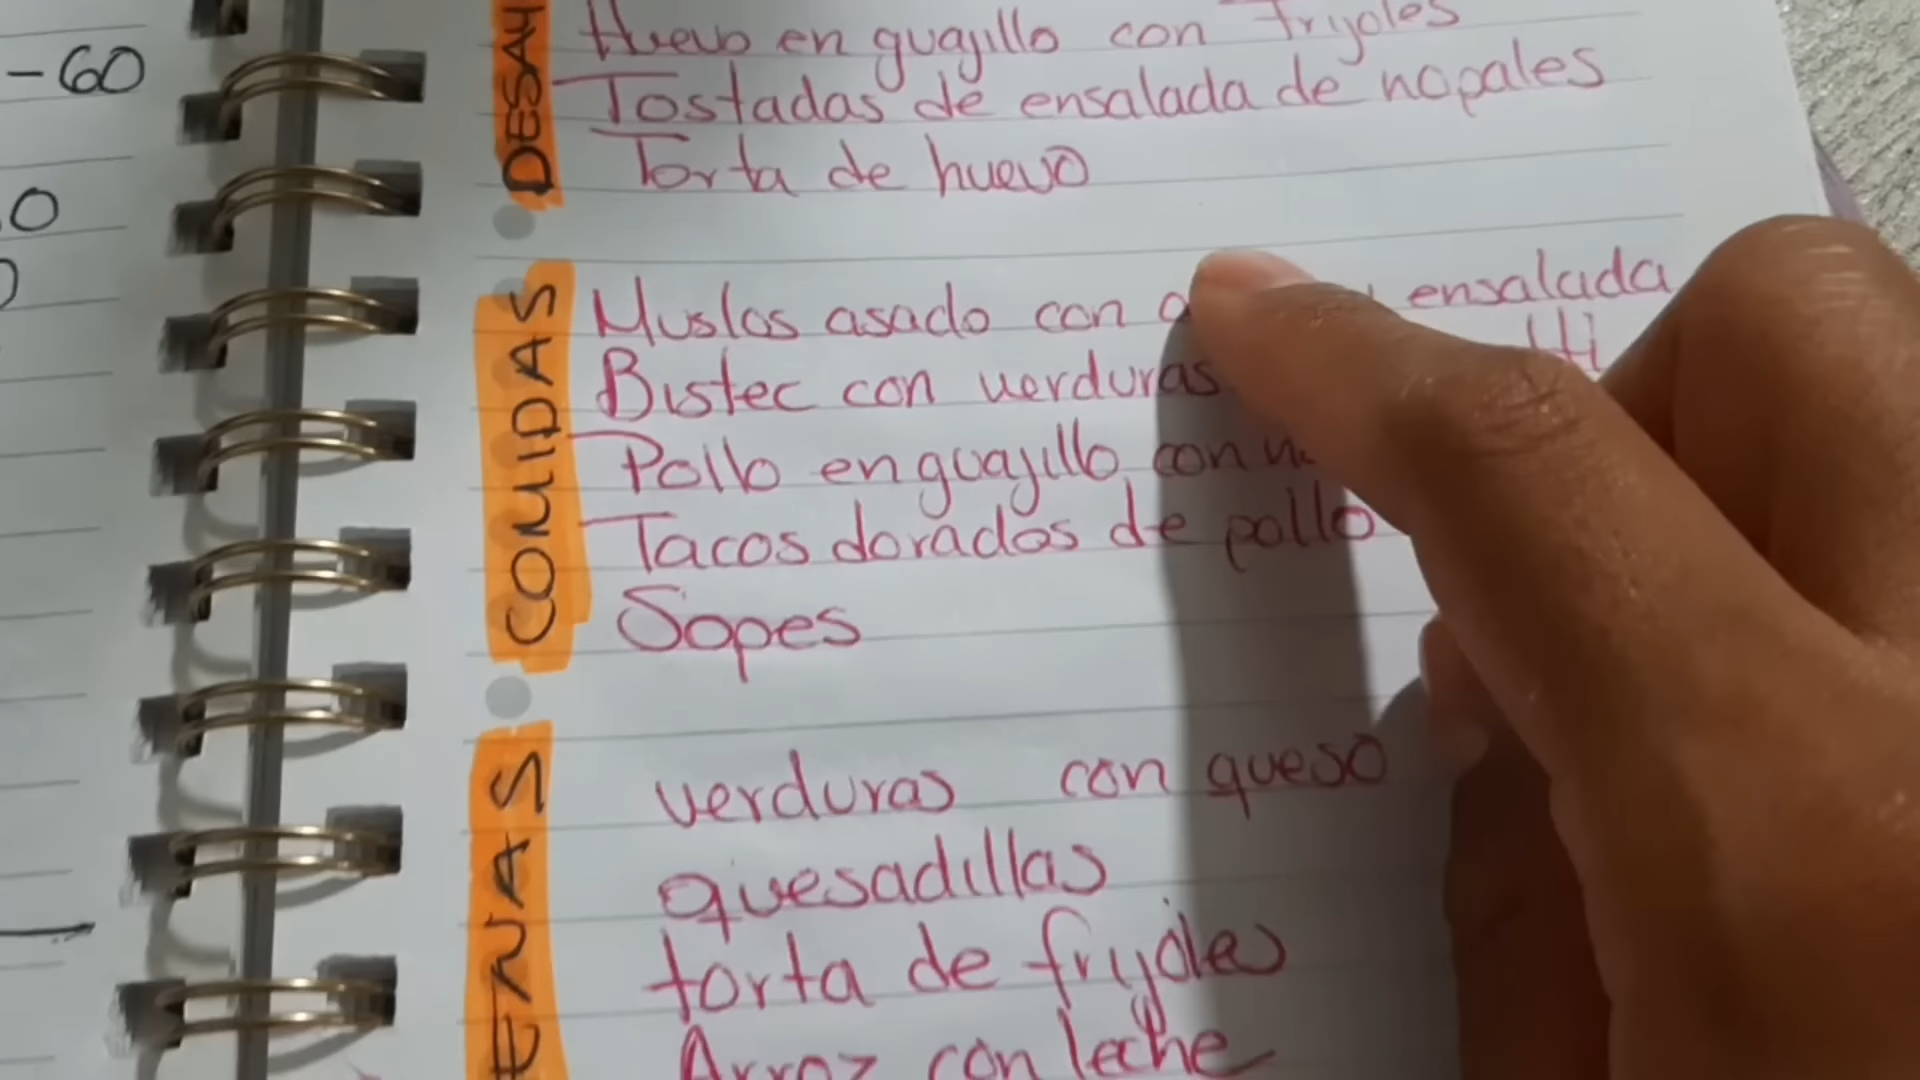 -60
0
DESAY
Huevo en guajillo con frijoles
Tostadas de ensalada de nopales
Torta de huevo
COMIDAS
Muslos asado con ensalada
Bistec con verduras
Pollo en guajillo con
Tacos dorados de pollo
Sopes
ENAS
verduras con queso
quesadillas
torta de frijoles
Arroz con leche